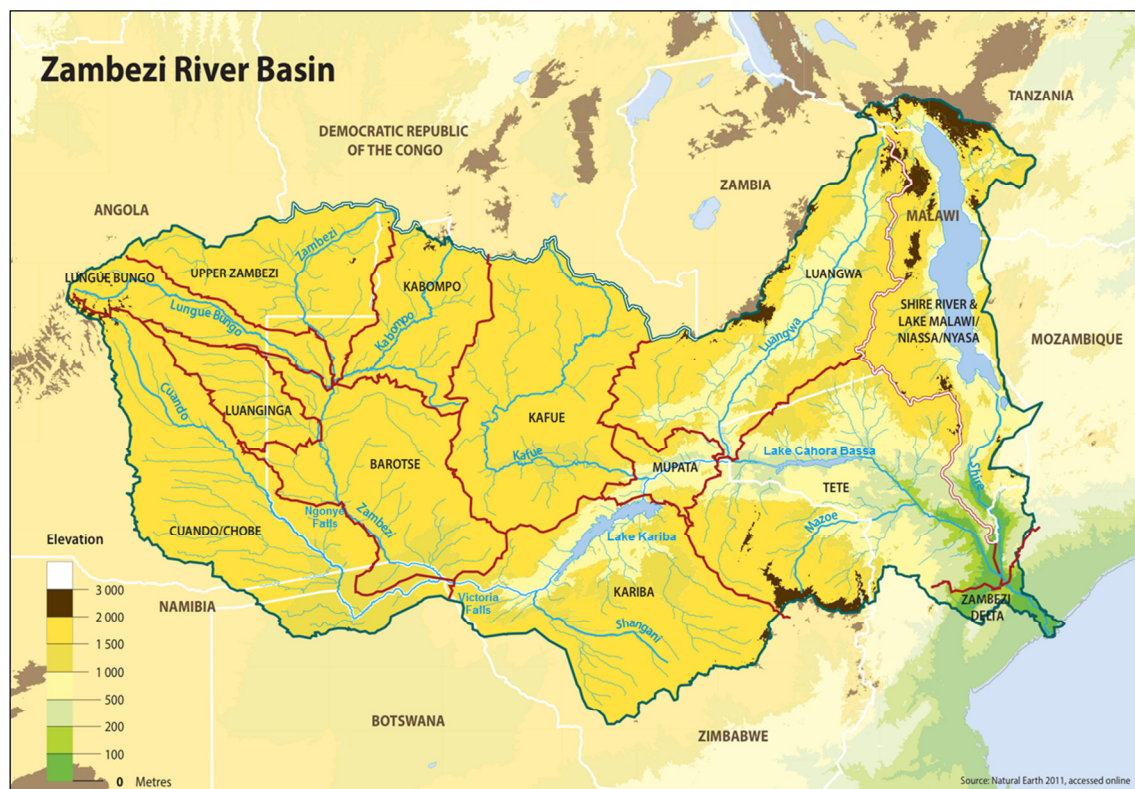 Zambezi River Basin
TANZANIA
DEMOCRATIC REPUBLIC
OF THE CONGO
ZAMBIA
ANGOLA
MALAWI
Zambezi
LUNGÚE BUNGO
UPPER ZAMBEZI
KABOMPO
LUANGWA
Lungue Bungo
Kabompo
Luangwa
SHIRE RIVER &
LAKE MALAWI/
NIASSA/NYASA
MOZAMBIQUE
Cuando
LUANGINGA
KAFUE
BAROTSE
Kafue
MUPATA
Lake Cahora Bassa
TETE
Shire
Ngonye
Falls
Zambezi
CUANDO/CHOBE
Mazoe
Lake Kariba
Elevation
3 000
2 000
1 500
1 000
500
200
100
0 Metres
NAMIBIA
Victoria
Falls
KARIBA
Shangani
ZAMBEZI
DELTA
BOTSWANA
ZIMBABWE
Source: Natural Earth 2011, accessed online